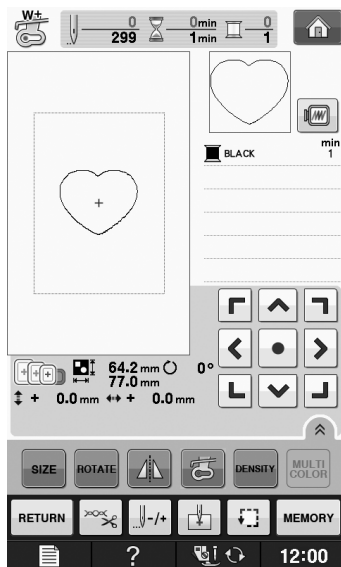 W+
0 0min 0
299 1min 1
min
BLACK 1
64.2 mm 0°
77.0 mm
+ 0.0 mm + 0.0 mm
SIZE ROTATE DENSITY MULTI COLOR
RETURN -/+ MEMORY
? 12:00